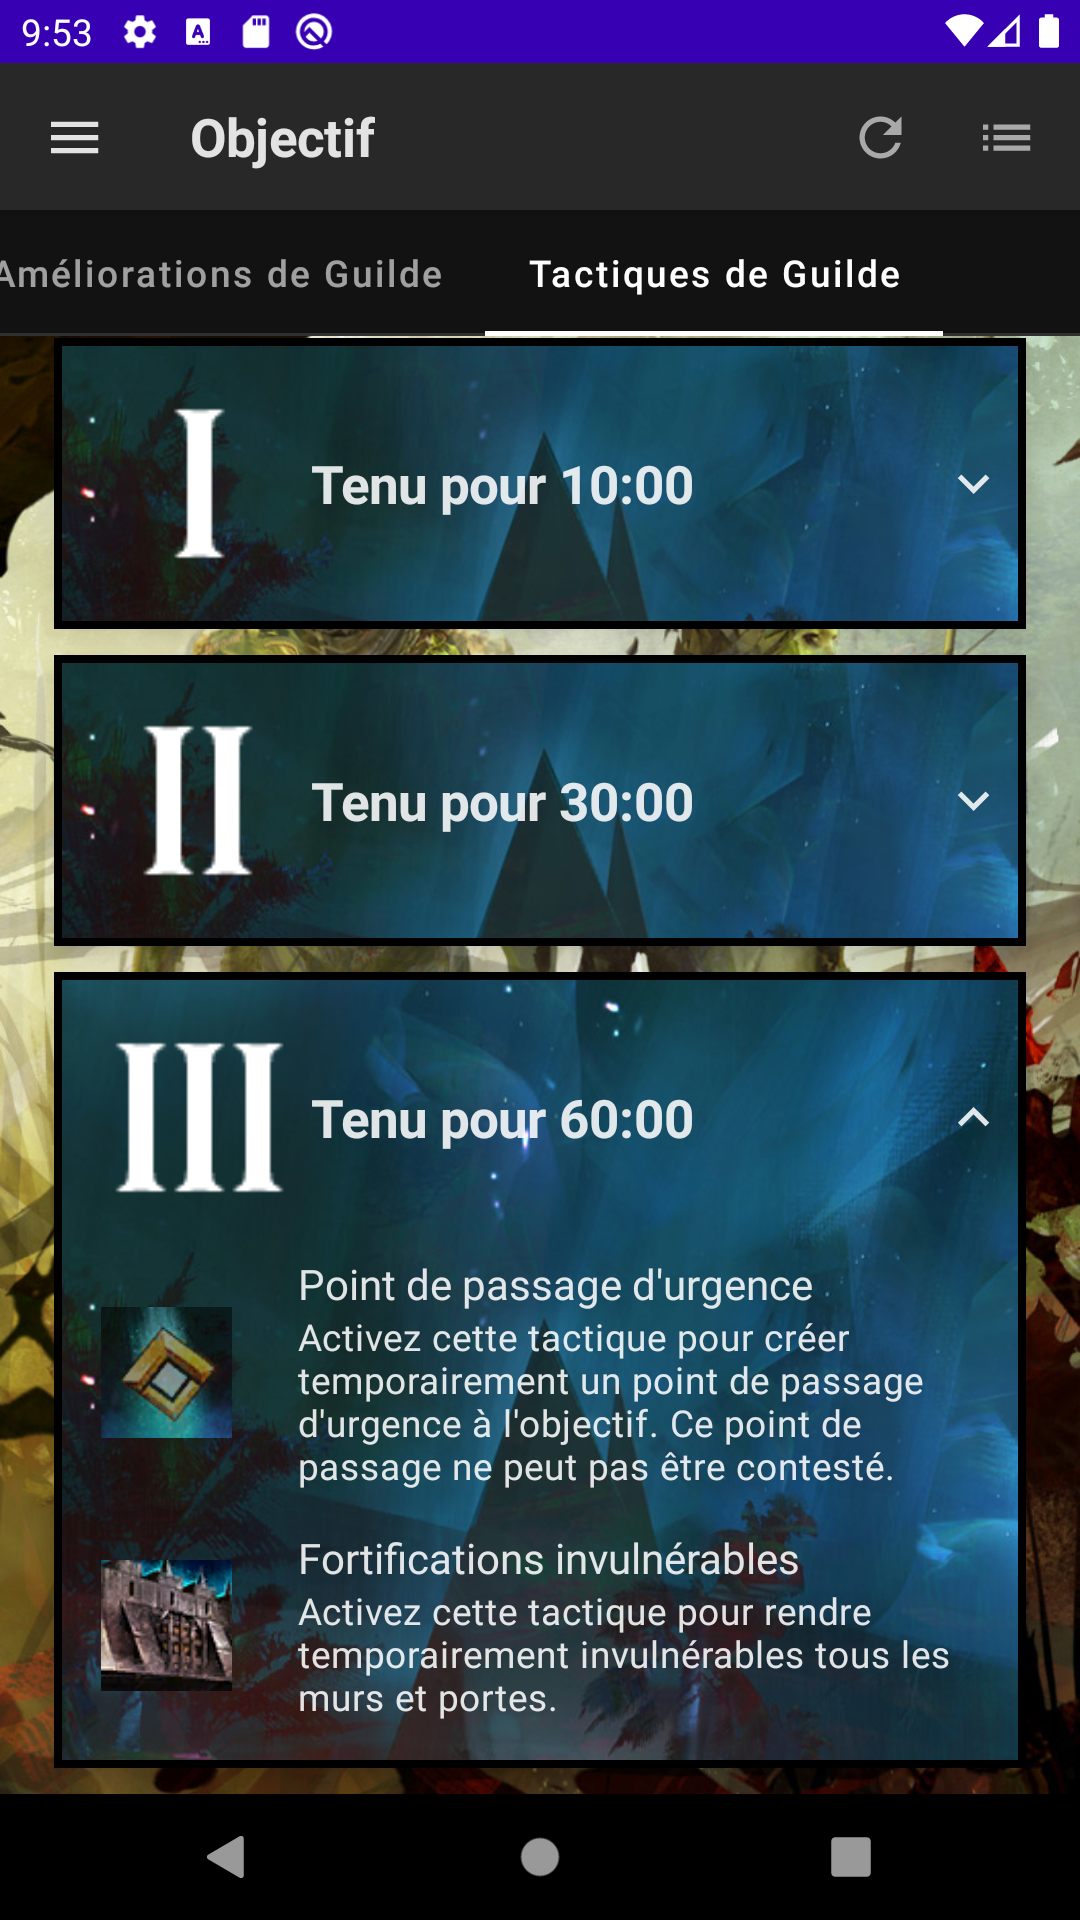 9:53
Objectif
Améliorations de Guilde
Tactiques de Guilde
I
Tenu pour 10:00
II
Tenu pour 30:00
III
Tenu pour 60:00
Point de passage d'urgence
Activez cette tactique pour créer
temporairement un point de passage
d'urgence à l'objectif. Ce point de
passage ne peut pas être contesté.
Fortifications invulnérables
Activez cette tactique pour rendre
temporairement invulnérables tous les
murs et portes.